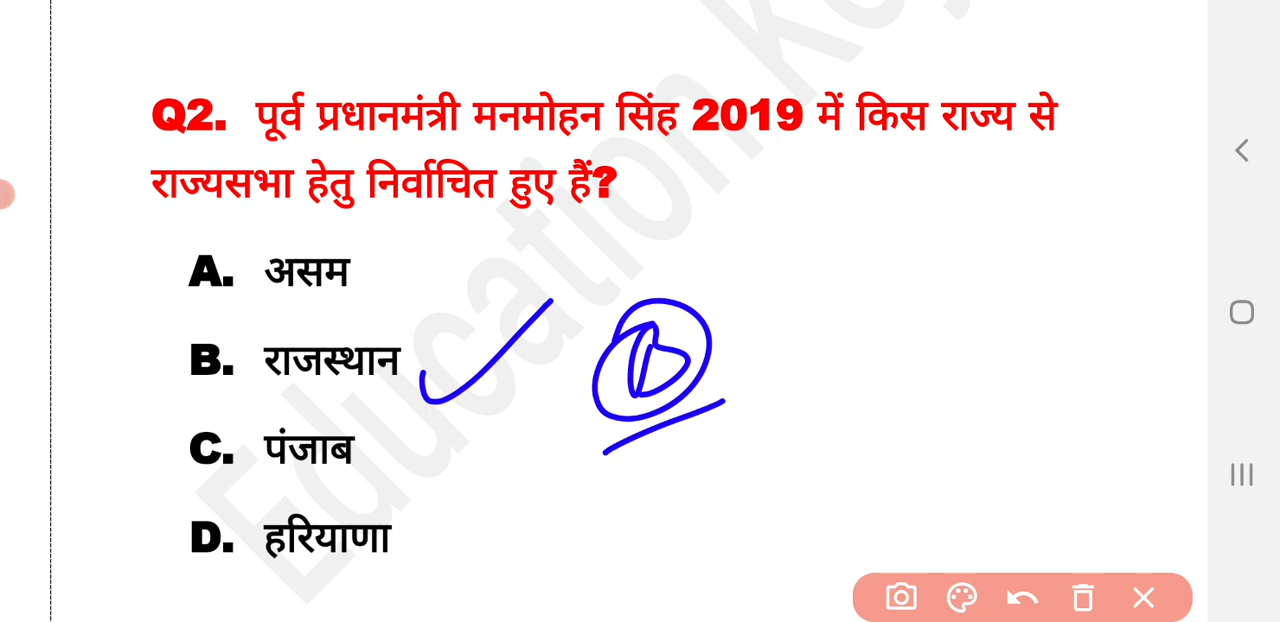 Q2. पूर्व प्रधानमंत्री मनमोहन सिंह 2019 में किस राज्य से
राज्यसभा हेतु निर्वाचित हुए हैं?
A. असम
B. राजस्थान
C. पंजाब
D. हरियाणा